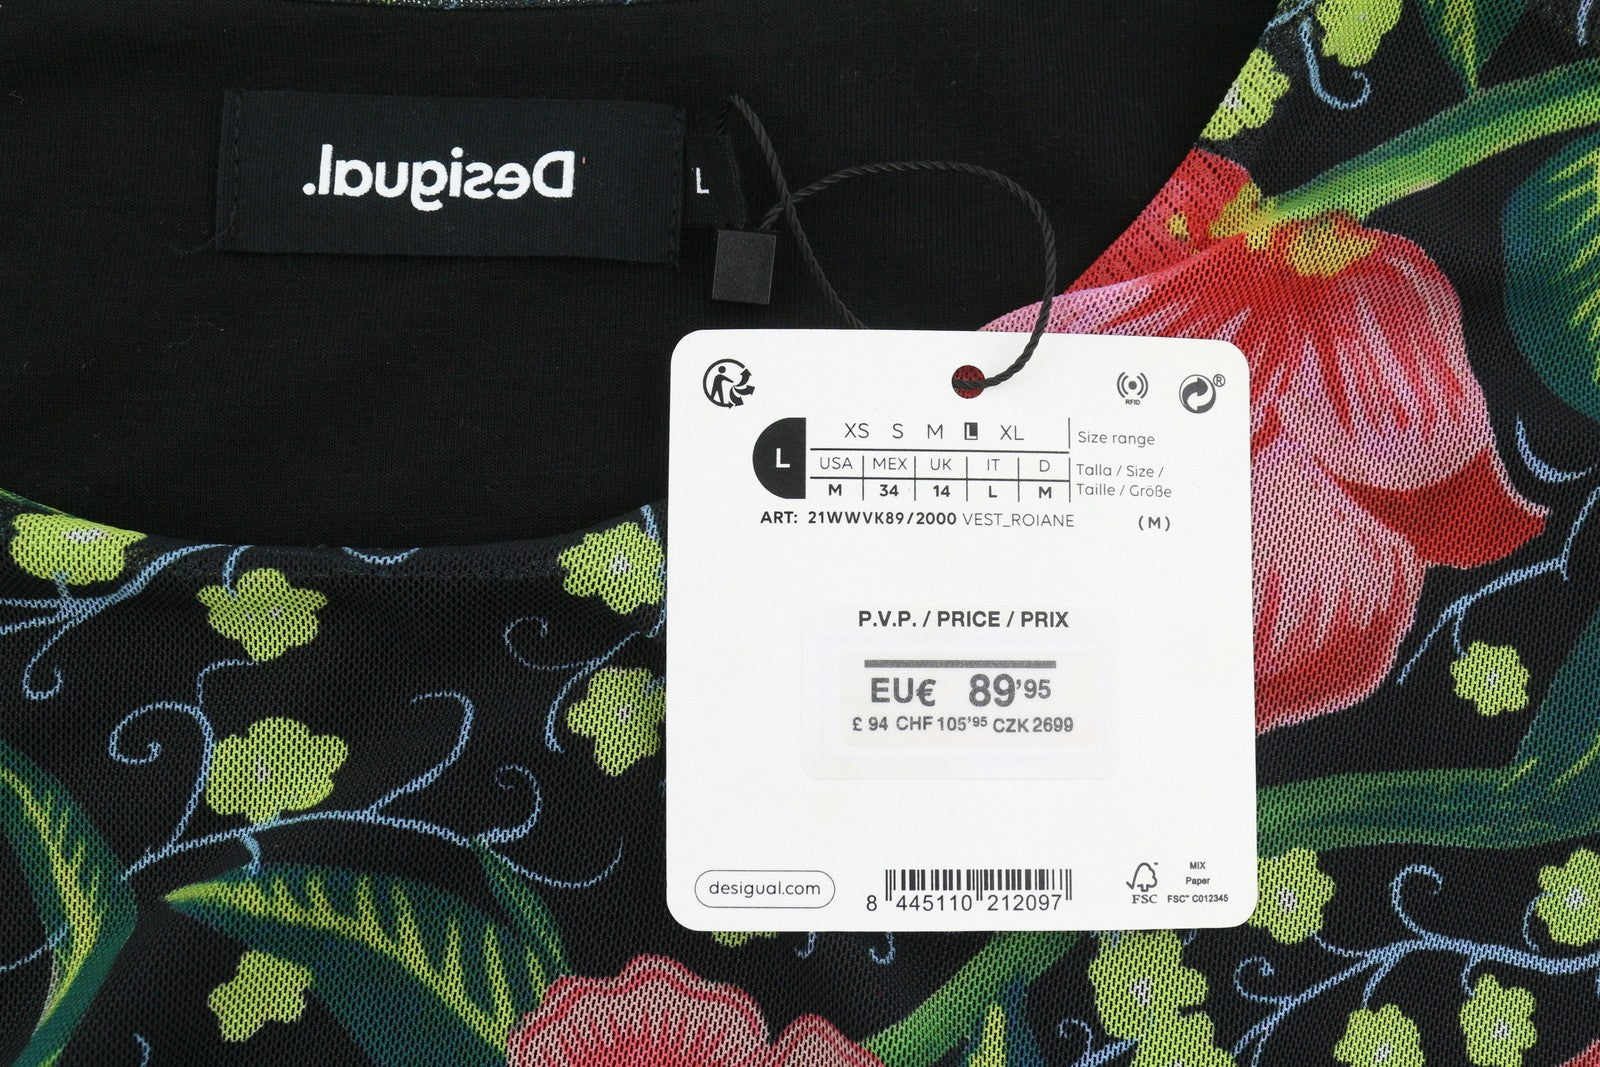 Desigual.
L
RFID
®
L
XS S M L XL
Size range
USA MEX UK IT D
M 34 14 L M
Talla / Size /
Taille / Größe
ART: 21WWVK89/2000 VEST_ROIANE (M)
P.V.P. / PRICE / PRIX
EU€ 89'95
£ 94 CHF 105'95 CZK 2699
desigual.com
8 445110 212097
FSC
MIX
Paper
FSC™ C012345